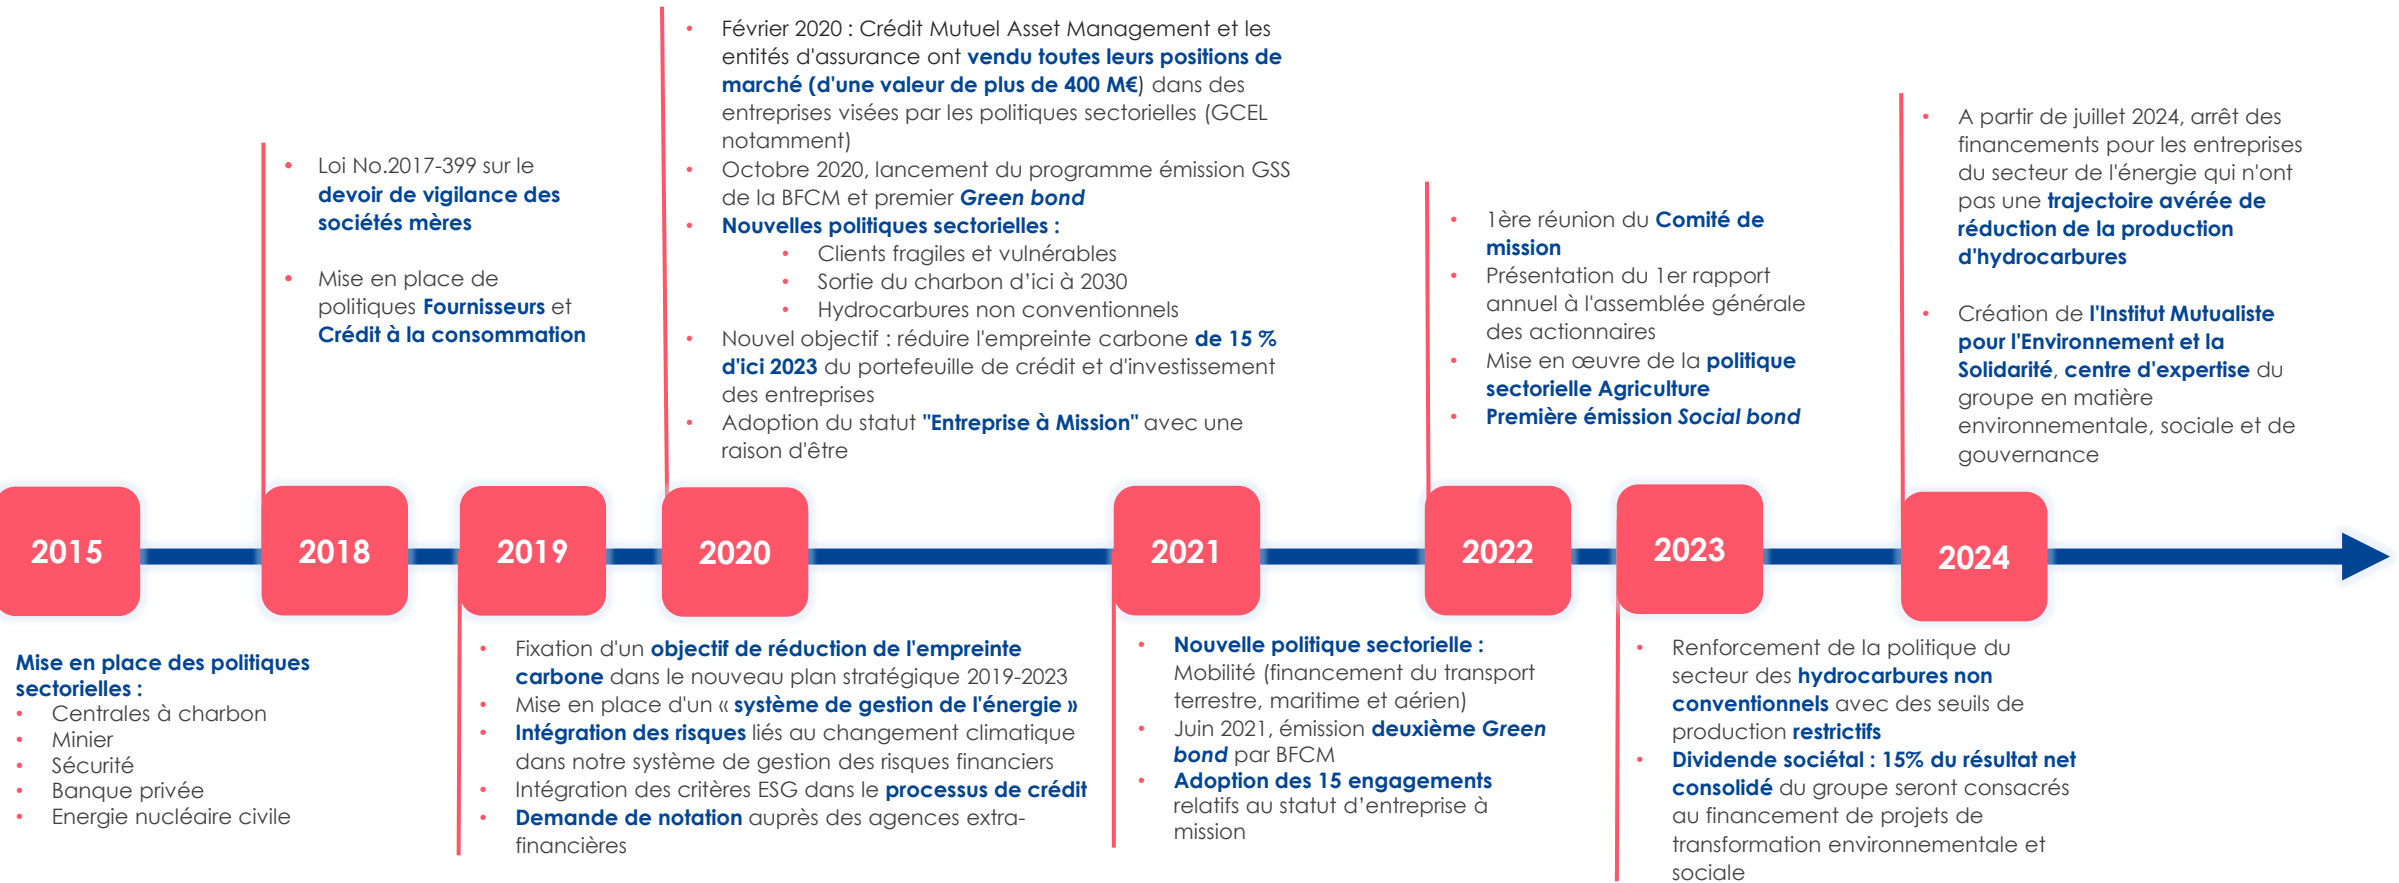 2015
Mise en place des politiques
sectorielles :
• Centrales à charbon
• Minier
• Sécurité
• Banque privée
• Energie nucléaire civile
• Loi No.2017-399 sur le
devoir de vigilance des
sociétés mères
• Mise en place de
politiques Fournisseurs et
Crédit à la consommation
2018
2019
• Fixation d'un objectif de réduction de l'empreinte
carbone dans le nouveau plan stratégique 2019-2023
• Mise en place d'un « système de gestion de l'énergie »
• Intégration des risques liés au changement climatique
dans notre système de gestion des risques financiers
• Intégration des critères ESG dans le processus de crédit
• Demande de notation auprès des agences extra-
financières
• Février 2020 : Crédit Mutuel Asset Management et les
entités d'assurance ont vendu toutes leurs positions de
marché (d'une valeur de plus de 400 M€) dans des
entreprises visées par les politiques sectorielles (GCEL
notamment)
• Octobre 2020, lancement du programme émission GSS
de la BFCM et premier Green bond
• Nouvelles politiques sectorielles :
• Clients fragiles et vulnérables
• Sortie du charbon d’ici à 2030
• Hydrocarbures non conventionnels
• Nouvel objectif : réduire l'empreinte carbone de 15 %
d'ici 2023 du portefeuille de crédit et d'investissement
des entreprises
• Adoption du statut "Entreprise à Mission" avec une
raison d'être
2020
2021
• Nouvelle politique sectorielle :
Mobilité (financement du transport
terrestre, maritime et aérien)
• Juin 2021, émission deuxième Green
bond par BFCM
• Adoption des 15 engagements
relatifs au statut d’entreprise à
mission
• 1ère réunion du Comité de
mission
• Présentation du 1er rapport
annuel à l'assemblée générale
des actionnaires
• Mise en œuvre de la politique
sectorielle Agriculture
• Première émission Social bond
2022
2023
• Renforcement de la politique du
secteur des hydrocarbures non
conventionnels avec des seuils de
production restrictifs
• Dividende sociétal : 15% du résultat net
consolidé du groupe seront consacrés
au financement de projets de
transformation environnementale et
sociale
• A partir de juillet 2024, arrêt des
financements pour les entreprises
du secteur de l'énergie qui n'ont
pas une trajectoire avérée de
réduction de la production
d'hydrocarbures
• Création de l'Institut Mutualiste
pour l'Environnement et la
Solidarité, centre d'expertise du
groupe en matière
environnementale, sociale et de
gouvernance
2024